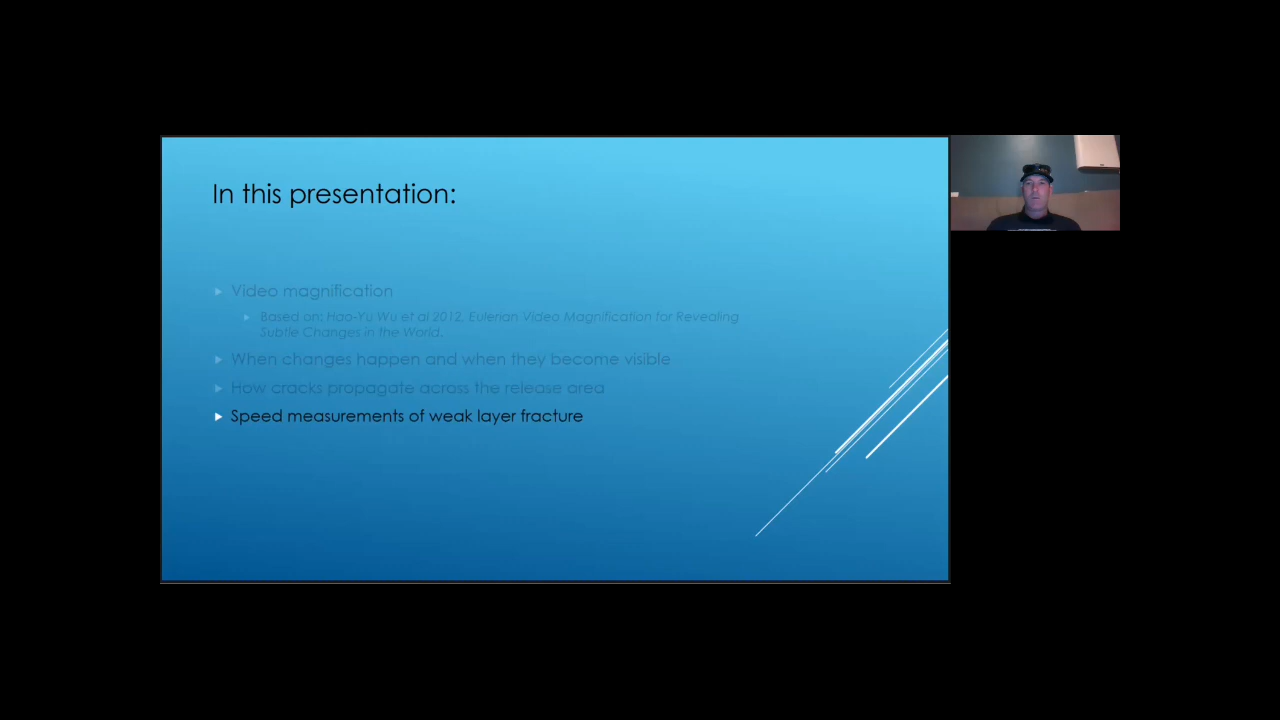 In this presentation:
Video magnification
Based on: Hao-Yu Wu et al 2012. Eulerian Video Magnification for Revealing
Subtle Changes in the World.
When changes happen and when they become visible
How cracks propagate across the release area
Speed measurements of weak layer fracture